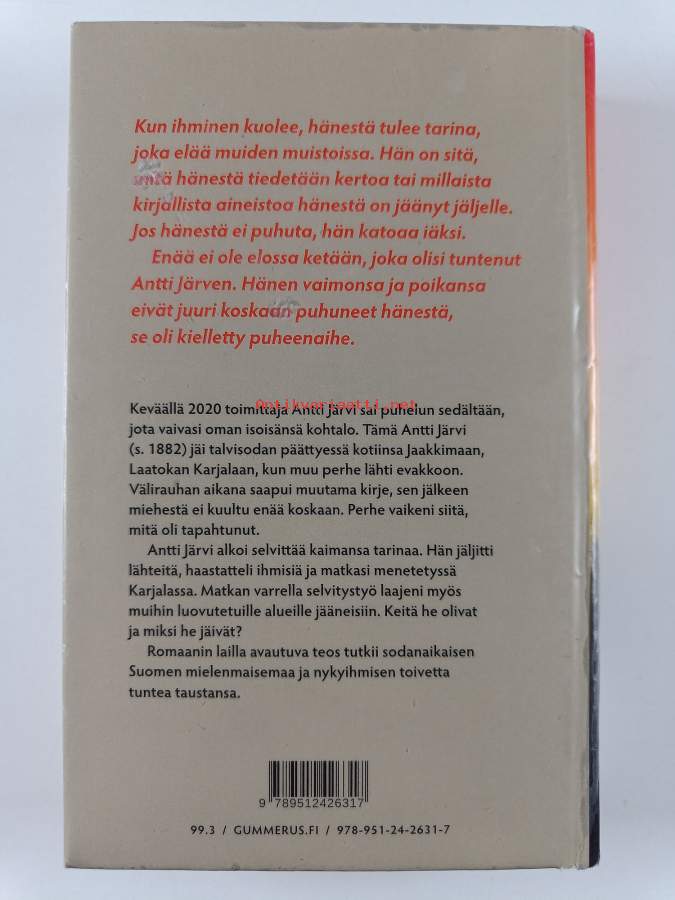 Kun ihminen kuolee, hänestä tulee tarina,
joka elää muiden muistoissa. Hän on sitä,
mitä hänestä tiedetään kertoa tai millaista
kirjallista aineistoa hänestä on jäänyt jäljelle.
Jos hänestä ei puhuta, hän katoaa iäksi.
Enää ei ole elossa ketään, joka olisi tuntenut
Antti Järven. Hänen vaimonsa ja poikansa
eivät juuri koskaan puhuneet hänestä,
se oli kielletty puheenaihe.
Antikvariaatti.net
Keväällä 2020 toimittaja Antti Järvi sai puhelun sedältään,
jota vaivasi oman isoisänsä kohtalo. Tämä Antti Järvi
(s. 1882) jäi talvisodan päättyessä kotiinsa Jaakkimaan,
Laatokan Karjalaan, kun muu perhe lähti evakkoon.
Välirauhan aikana saapui muutama kirje, sen jälkeen
miehestä ei kuultu enää koskaan. Perhe vaikeni siitä,
mitä oli tapahtunut.
Antti Järvi alkoi selvittää kaimansa tarinaa. Hän jäljitti
lähteitä, haastatteli ihmisiä ja matkasi menetetyssä
Karjalassa. Matkan varrella selvitystyö laajeni myös
muihin luovutetuille alueille jääneisiin. Keitä he olivat
ja miksi he jäivät?
Romaanin lailla avautuva teos tutkii sodanaikaisen
Suomen mielenmaisemaa ja nykyihmisen toivetta
tuntea taustansa.
9 789512 426317
99.3 / GUMMERUS.FI / 978-951-24-2631-7